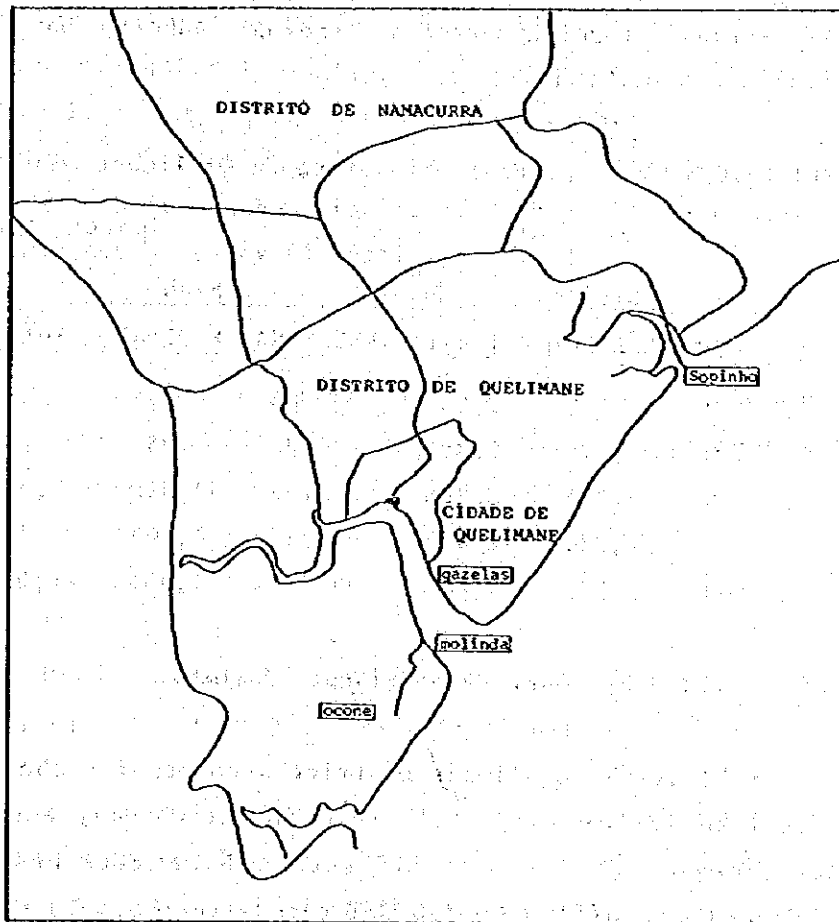 DISTRITO DE NAMACURRA
Sopinho
DISTRITO DE QUELIMANE
CIDADE DE
QUELIMANE
gazelas
molinda
ocone